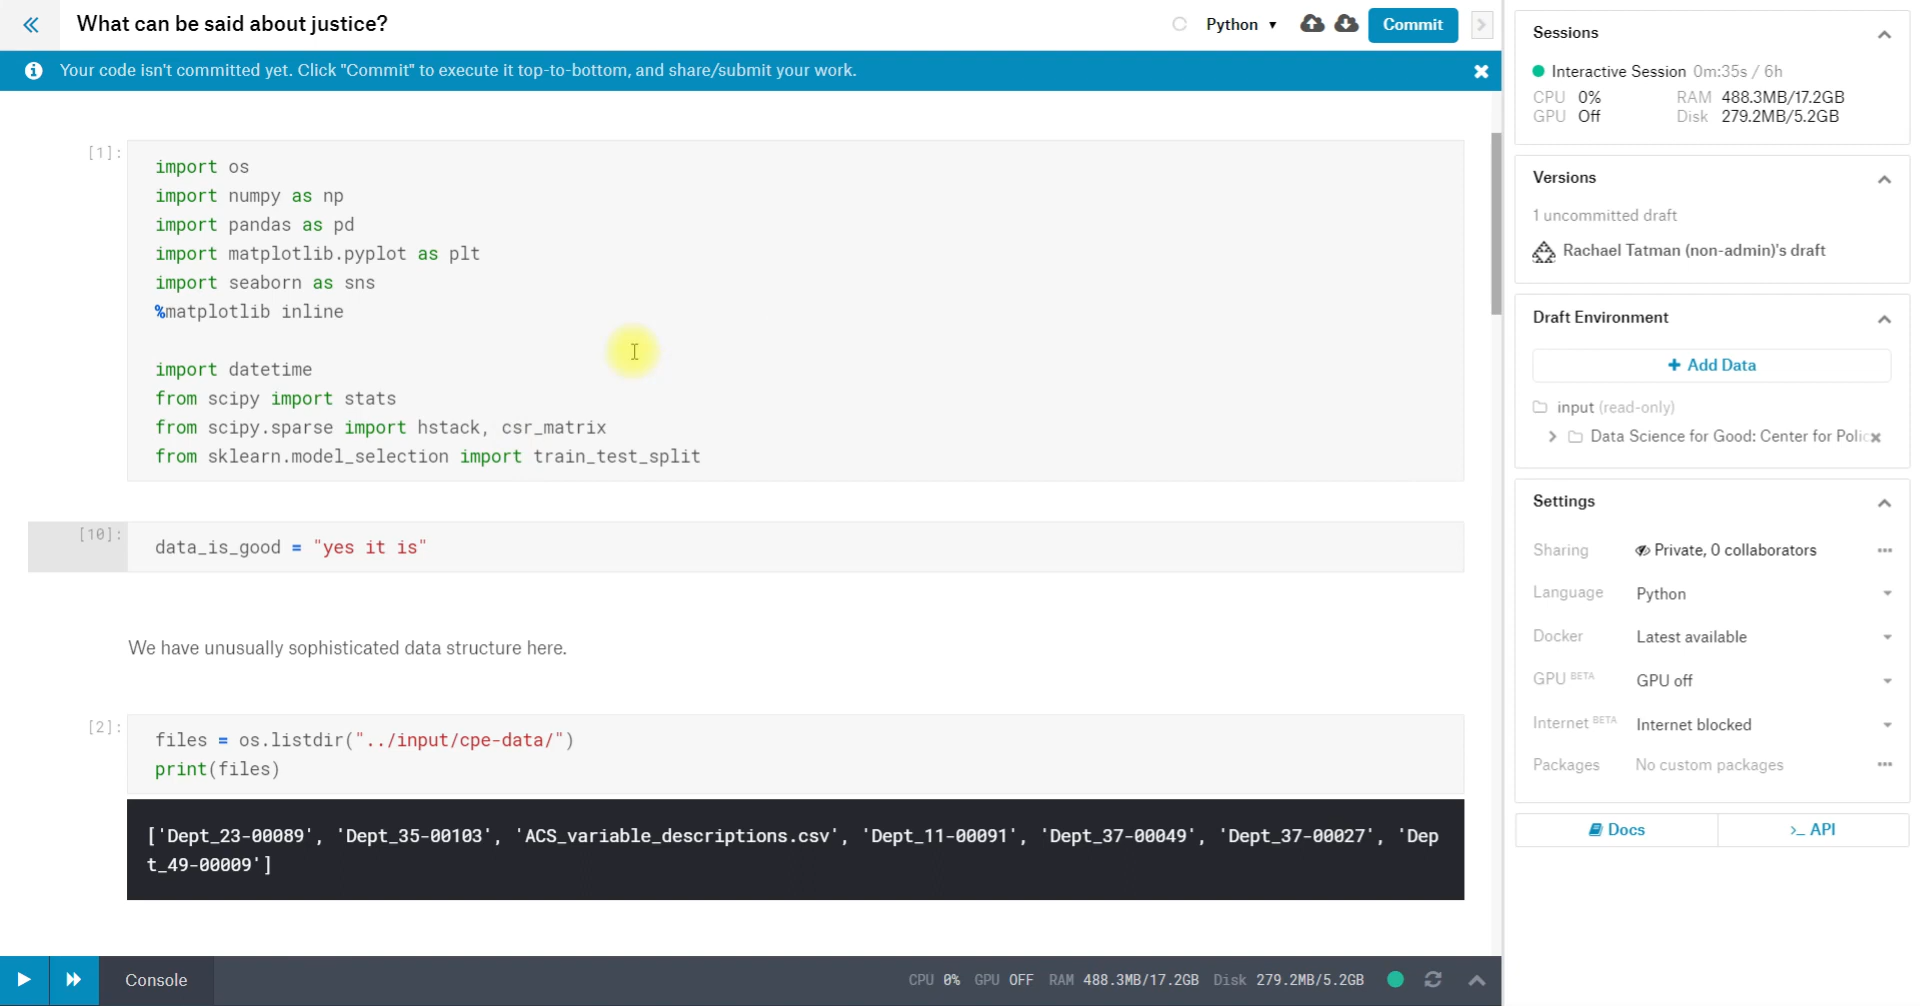 What can be said about justice?
Python
Commit
Your code isn't committed yet. Click "Commit" to execute it top-to-bottom, and share/submit your work.
[1]:
import os
import numpy as np
import pandas as pd
import matplotlib.pyplot as plt
import seaborn as sns
%matplotlib inline
import datetime
from scipy import stats
from scipy.sparse import hstack, csr_matrix
from sklearn.model_selection import train_test_split
[10]:
data_is_good = "yes it is"
We have unusually sophisticated data structure here.
[2]:
files = os.listdir("../input/cpe-data/")
print(files)
['Dept_23-00089', 'Dept_35-00103', 'ACS_variable_descriptions.csv', 'Dept_11-00091', 'Dept_37-00049', 'Dept_37-00027', 'Dep
t_49-00009']
Console
CPU 0% GPU OFF RAM 488.3MB/17.2GB Disk 279.2MB/5.2GB
Sessions
Interactive Session 0m:35s / 6h
CPU 0% RAM 488.3MB/17.2GB
GPU Off Disk 279.2MB/5.2GB
Versions
1 uncommitted draft
Rachael Tatman (non-admin)'s draft
Draft Environment
+ Add Data
input (read-only)
Data Science for Good: Center for Polic
Settings
Sharing Private, 0 collaborators
Language Python
Docker Latest available
GPU BETA GPU off
Internet BETA Internet blocked
Packages No custom packages
Docs
>_ API